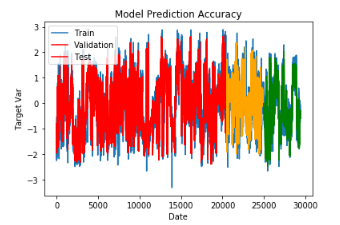 Model Prediction Accuracy
Train
Validation
Test
3
2
1
0
−1
−2
−3
Target Var
0 5000 10000 15000 20000 25000 30000
Date